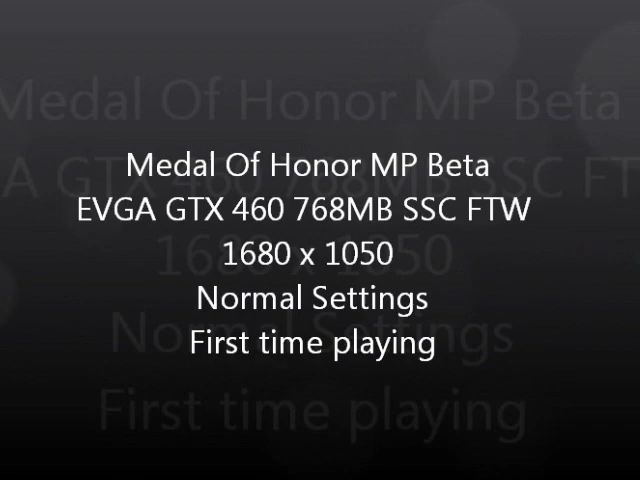 Medal Of Honor MP Beta
EVGA GTX 460 768MB SSC FTW
1680 x 1050
Normal Settings
First time playing